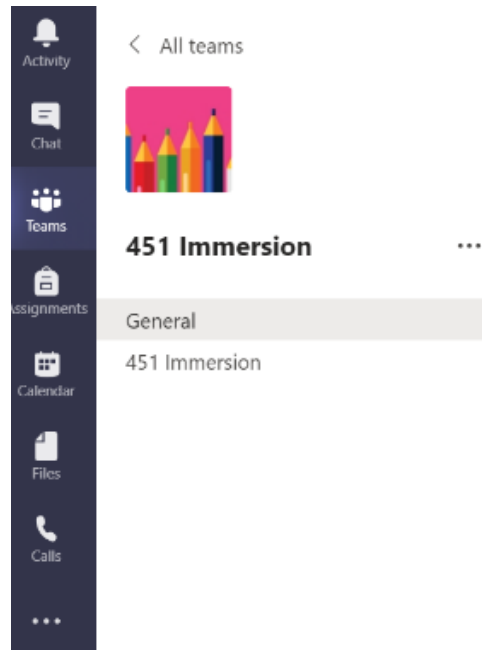 Activity
Chat
Teams
Assignments
Calendar
Files
Calls
All teams
451 Immersion
General
451 Immersion